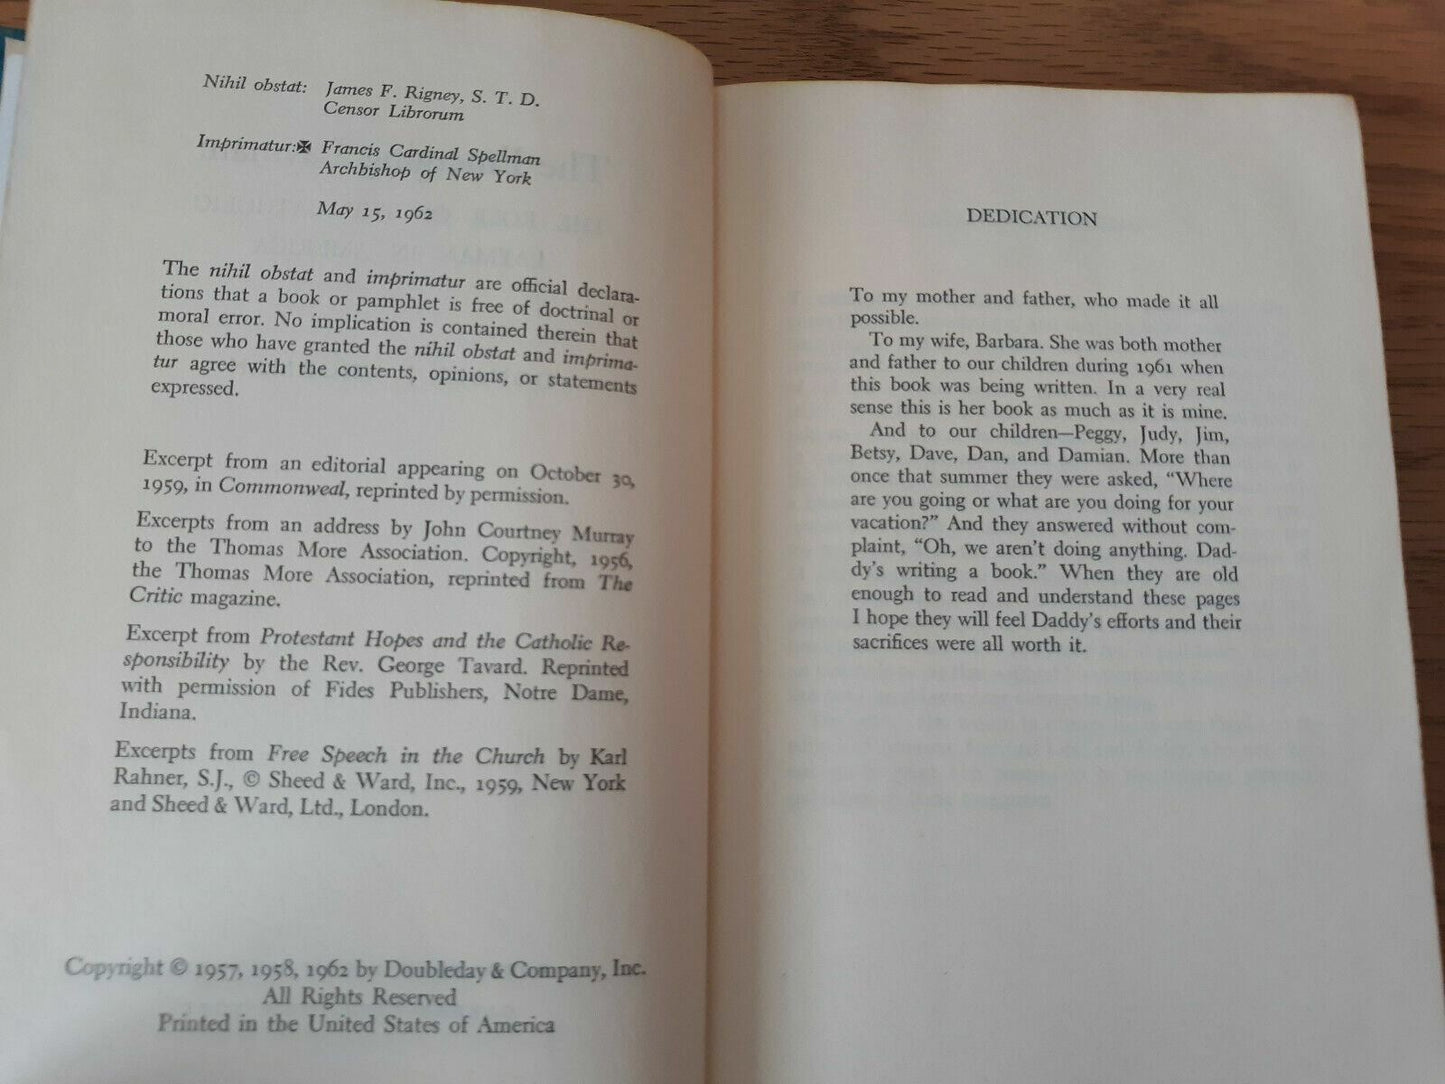 Nihil obstat: James F. Rigney, S. T. D.
Censor Librorum
Imprimatur:✠ Francis Cardinal Spellman
Archbishop of New York
May 15, 1962
The nihil obstat and imprimatur are official declara-
tions that a book or pamphlet is free of doctrinal or
moral error. No implication is contained therein that
those who have granted the nihil obstat and imprima-
tur agree with the contents, opinions, or statements
expressed.
Excerpt from an editorial appearing on October 30,
1959, in Commonweal, reprinted by permission.
Excerpts from an address by John Courtney Murray
to the Thomas More Association. Copyright, 1956,
the Thomas More Association, reprinted from The
Critic magazine.
Excerpt from Protestant Hopes and the Catholic Re-
sponsibility by the Rev. George Tavard. Reprinted
with permission of Fides Publishers, Notre Dame,
Indiana.
Excerpts from Free Speech in the Church by Karl
Rahner, S.J., © Sheed & Ward, Inc., 1959, New York
and Sheed & Ward, Ltd., London.
Copyright © 1957, 1958, 1962 by Doubleday & Company, Inc.
All Rights Reserved
Printed in the United States of America
DEDICATION
To my mother and father, who made it all
possible.
To my wife, Barbara. She was both mother
and father to our children during 1961 when
this book was being written. In a very real
sense this is her book as much as it is mine.
And to our children—Peggy, Judy, Jim,
Betsy, Dave, Dan, and Damian. More than
once that summer they were asked, "Where
are you going or what are you doing for your
vacation?" And they answered without com-
plaint, "Oh, we aren't doing anything. Dad-
dy's writing a book." When they are old
enough to read and understand these pages
I hope they will feel Daddy's efforts and their
sacrifices were all worth it.